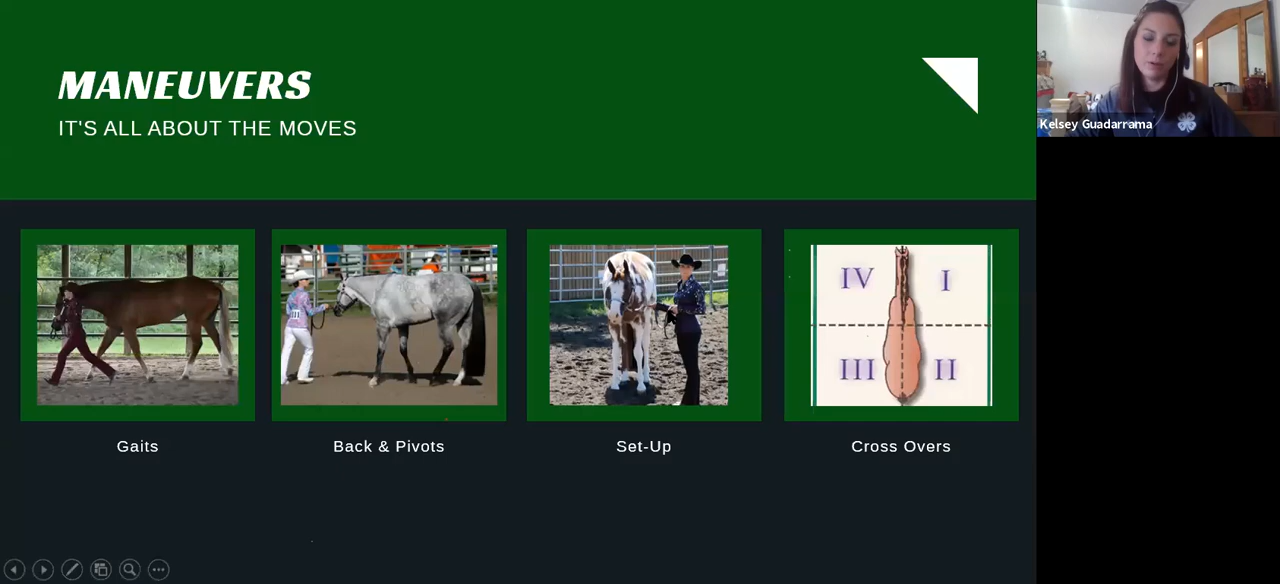 MANEUVERS
IT'S ALL ABOUT THE MOVES
Kelsey Guadarrama
IV I
III II
Gaits
Back & Pivots
Set-Up
Cross Overs